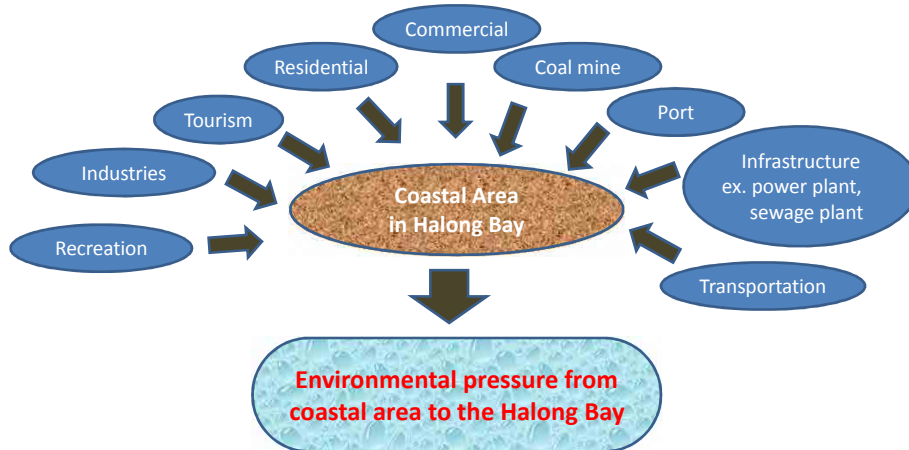 Commercial
Residential
Coal mine
Tourism
Port
Industries
Infrastructure
ex. power plant,
sewage plant
Coastal Area
in Halong Bay
Recreation
Transportation
Environmental pressure from
coastal area to the Halong Bay